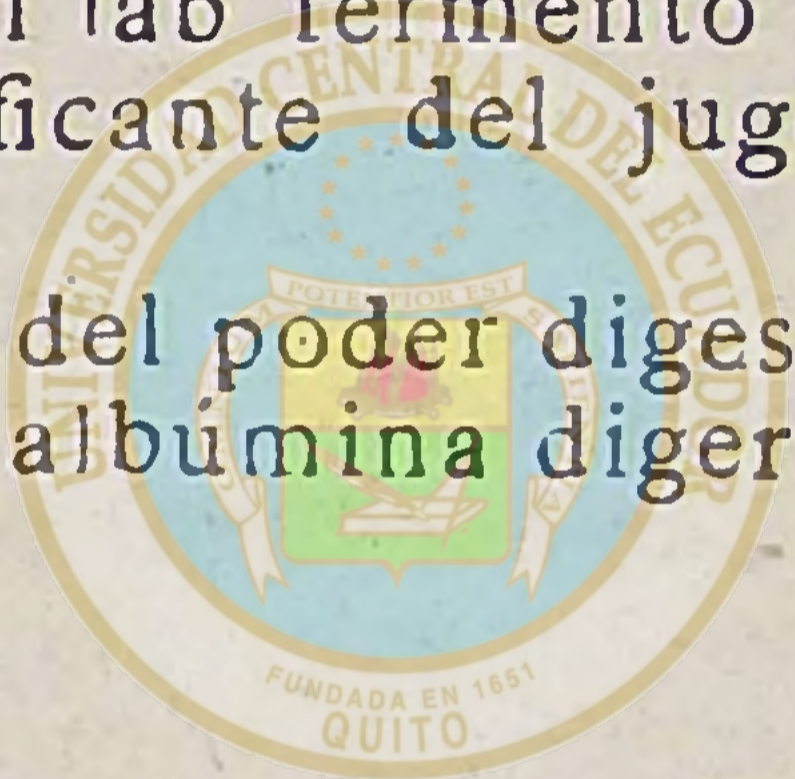 lab fermento
ficante del jug
del poder diges
albúmina diger
UNIVERSIDAD CENTRAL DEL ECUADOR
POTENTIOR EST
FUNDADA EN 1651
QUITO